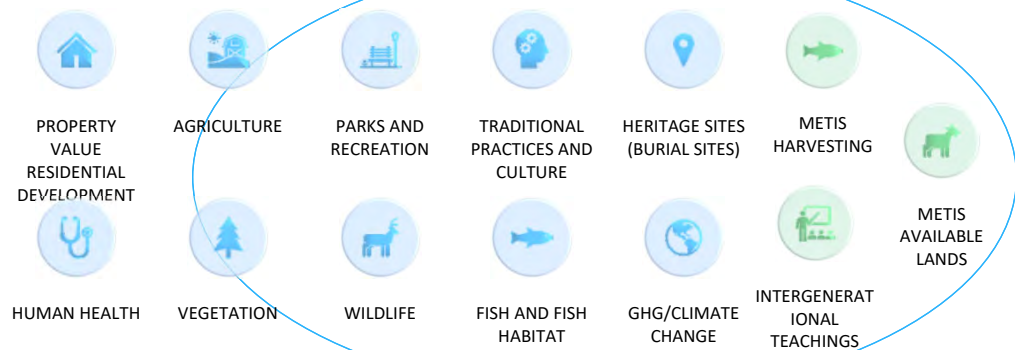 PROPERTY
VALUE
RESIDENTIAL
DEVELOPMENT
AGRICULTURE
PARKS AND
RECREATION
TRADITIONAL
PRACTICES AND
CULTURE
HERITAGE SITES
(BURIAL SITES)
METIS
HARVESTING
METIS
AVAILABLE
LANDS
HUMAN HEALTH
VEGETATION
WILDLIFE
FISH AND FISH
HABITAT
GHG/CLIMATE
CHANGE
INTERGENERAT
IONAL
TEACHINGS